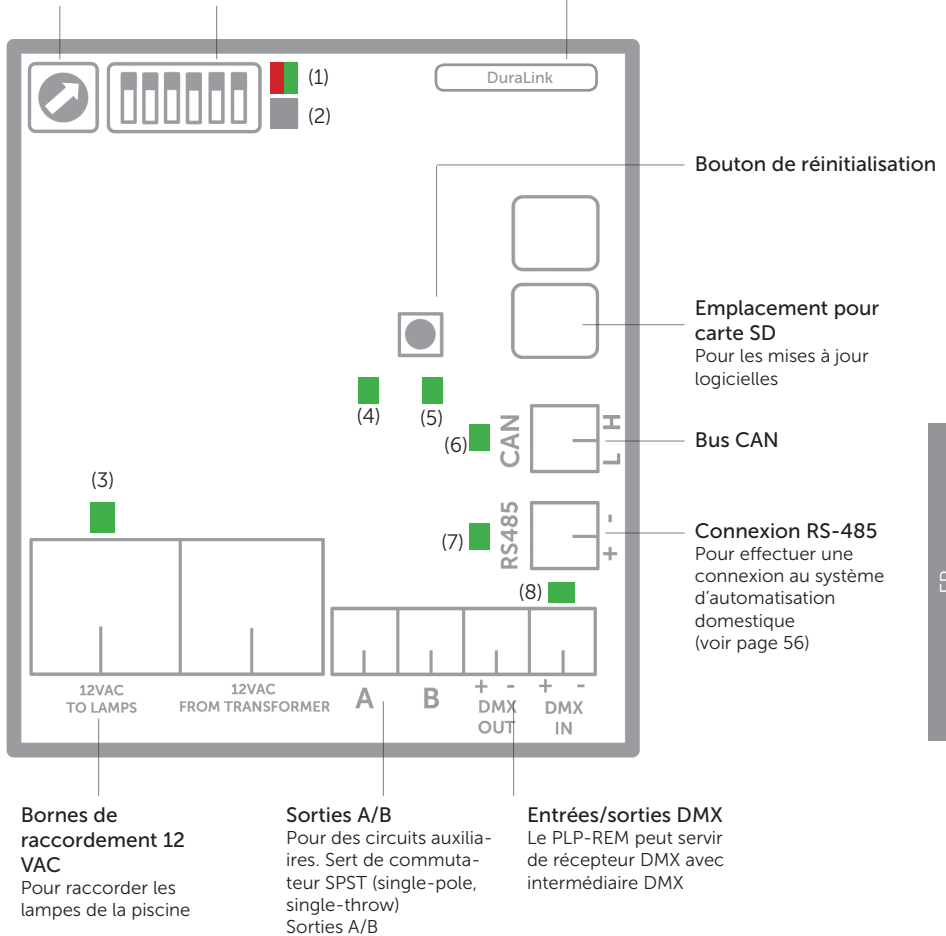 (1)
DuraLink
(2)
Bouton de réinitialisation
Emplacement pour
carte SD
Pour les mises à jour
logicielles
(4)
(5)
(6)
CAN
H
L
Bus CAN
(3)
(7)
RS485
-
+
Connexion RS-485
Pour effectuer une
connexion au système
d'automatisation
domestique
(voir page 56)
(8)
FR
12VAC
TO LAMPS
12VAC
FROM TRANSFORMER
A
B
+ -
DMX
OUT
+ -
DMX
IN
Bornes de
raccordement 12
VAC
Pour raccorder les
lampes de la piscine
Sorties A/B
Pour des circuits auxilia-
ires. Sert de commuta-
teur SPST (single-pole,
single-throw)
Sorties A/B
Entrées/sorties DMX
Le PLP-REM peut servir
de récepteur DMX avec
intermédiaire DMX